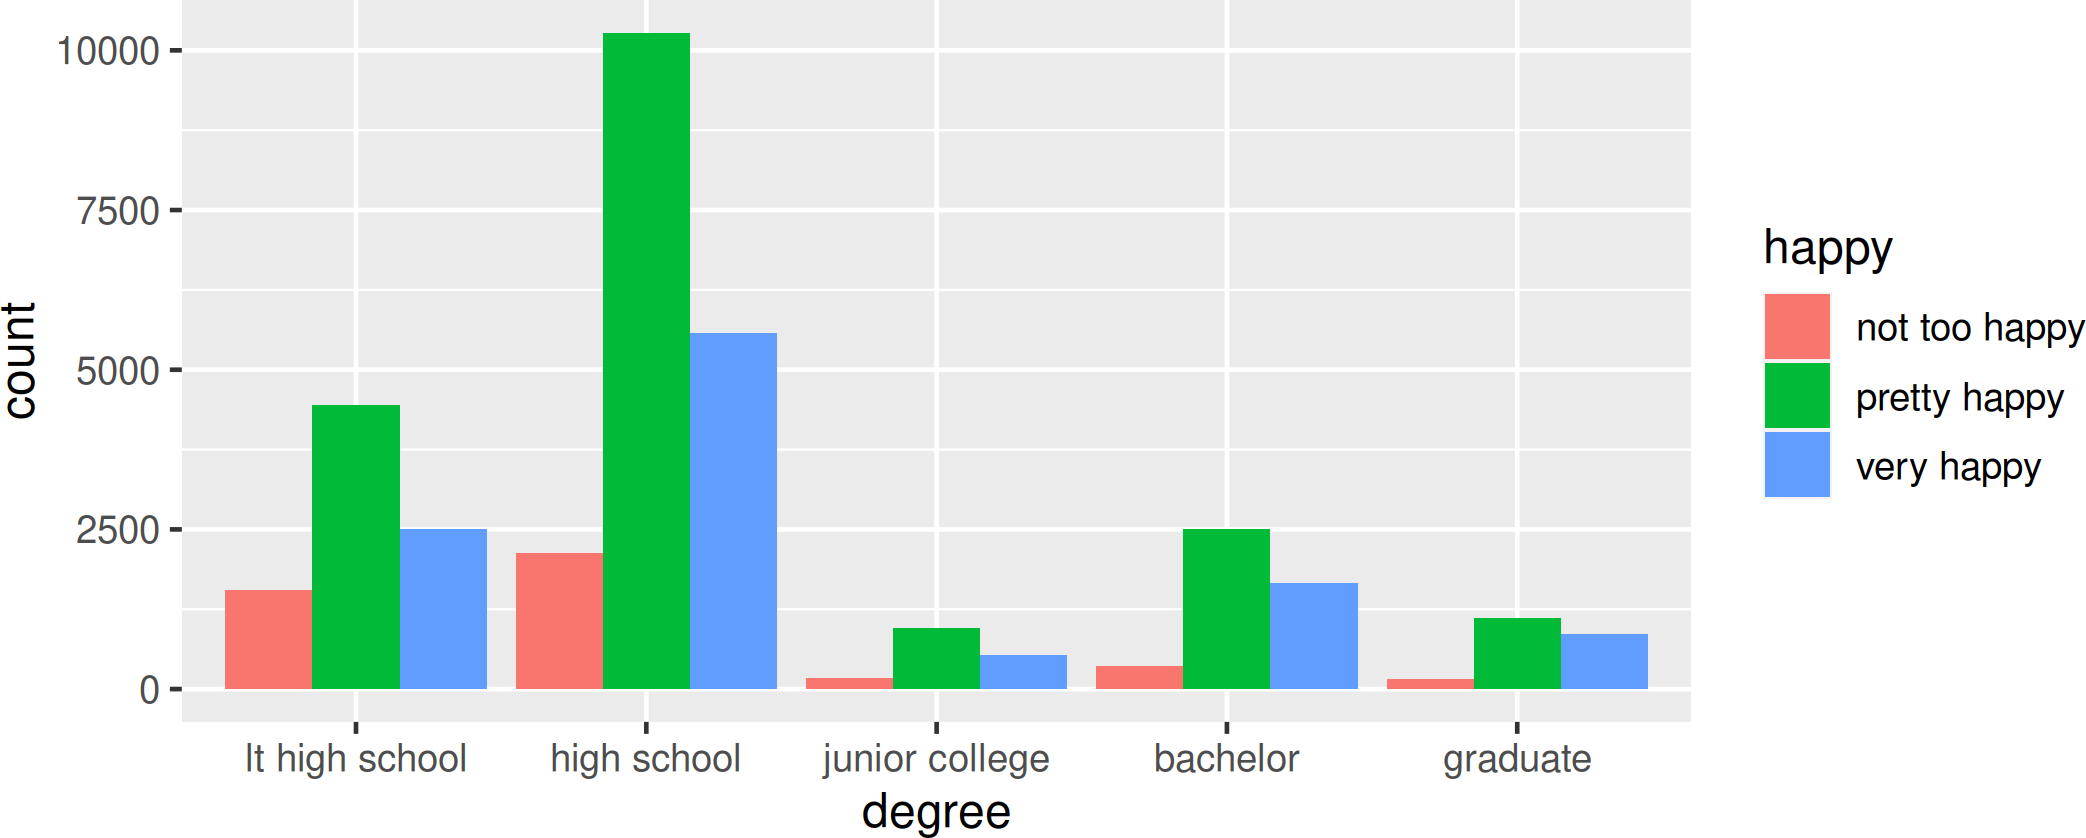 10000
7500
5000
2500
0
count
lt high school
high school
junior college
bachelor
graduate
degree
happy
not too happy
pretty happy
very happy